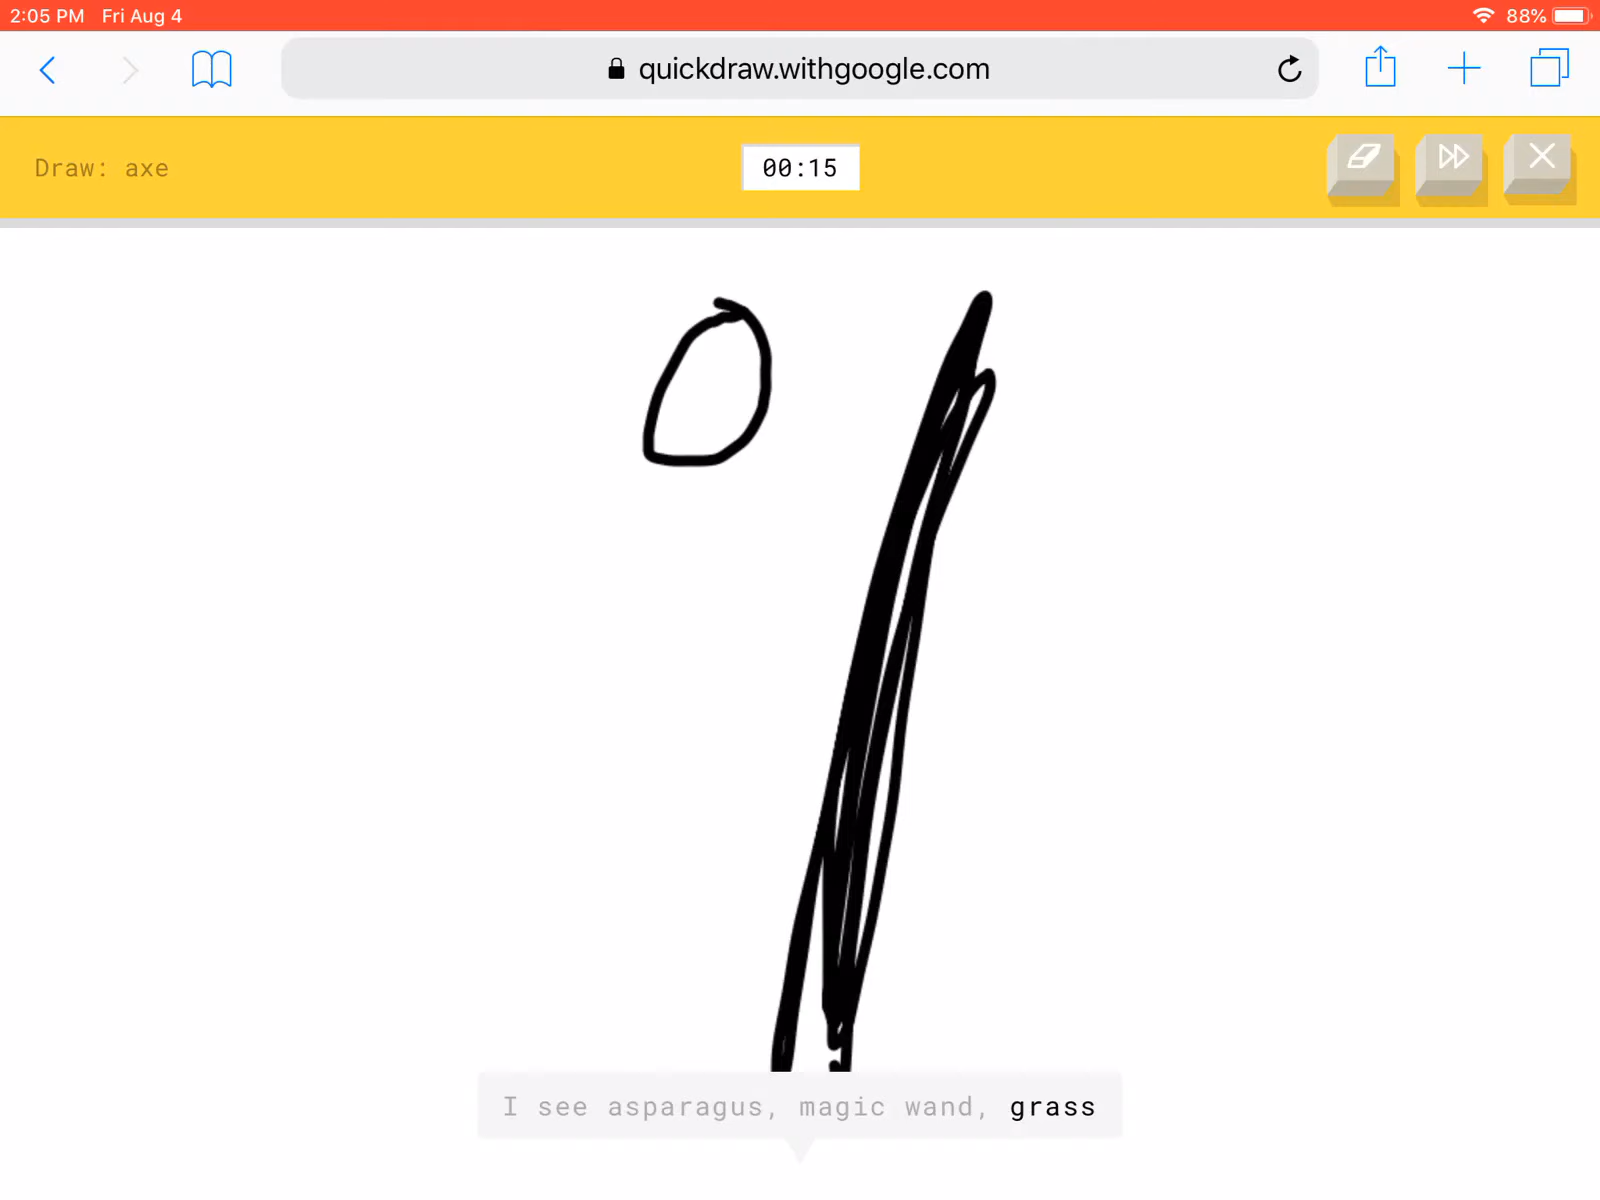 2:05 PM Fri Aug 4 88%
quickdraw.withgoogle.com
Draw: axe 00:15
I see asparagus, magic wand, grass